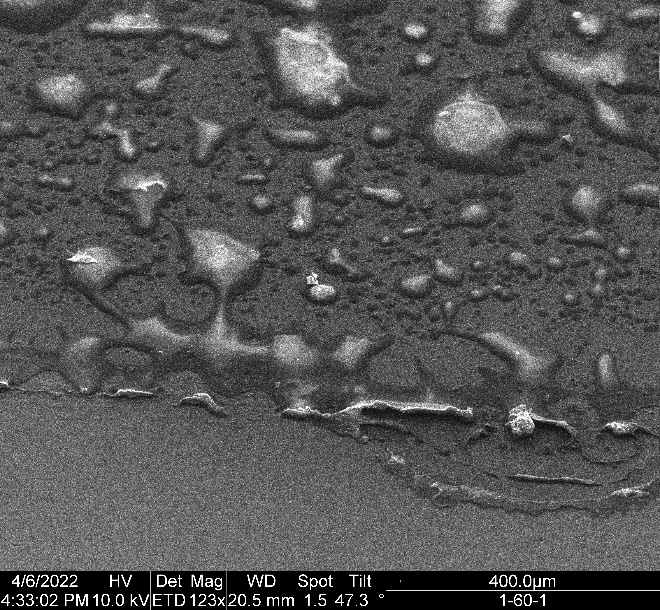 4/6/2022 HV Det Mag WD Spot Tilt 400.0µm
4:33:02 PM 10.0 kV ETD 123x 20.5 mm 1.5 47.3 ° 1-60-1